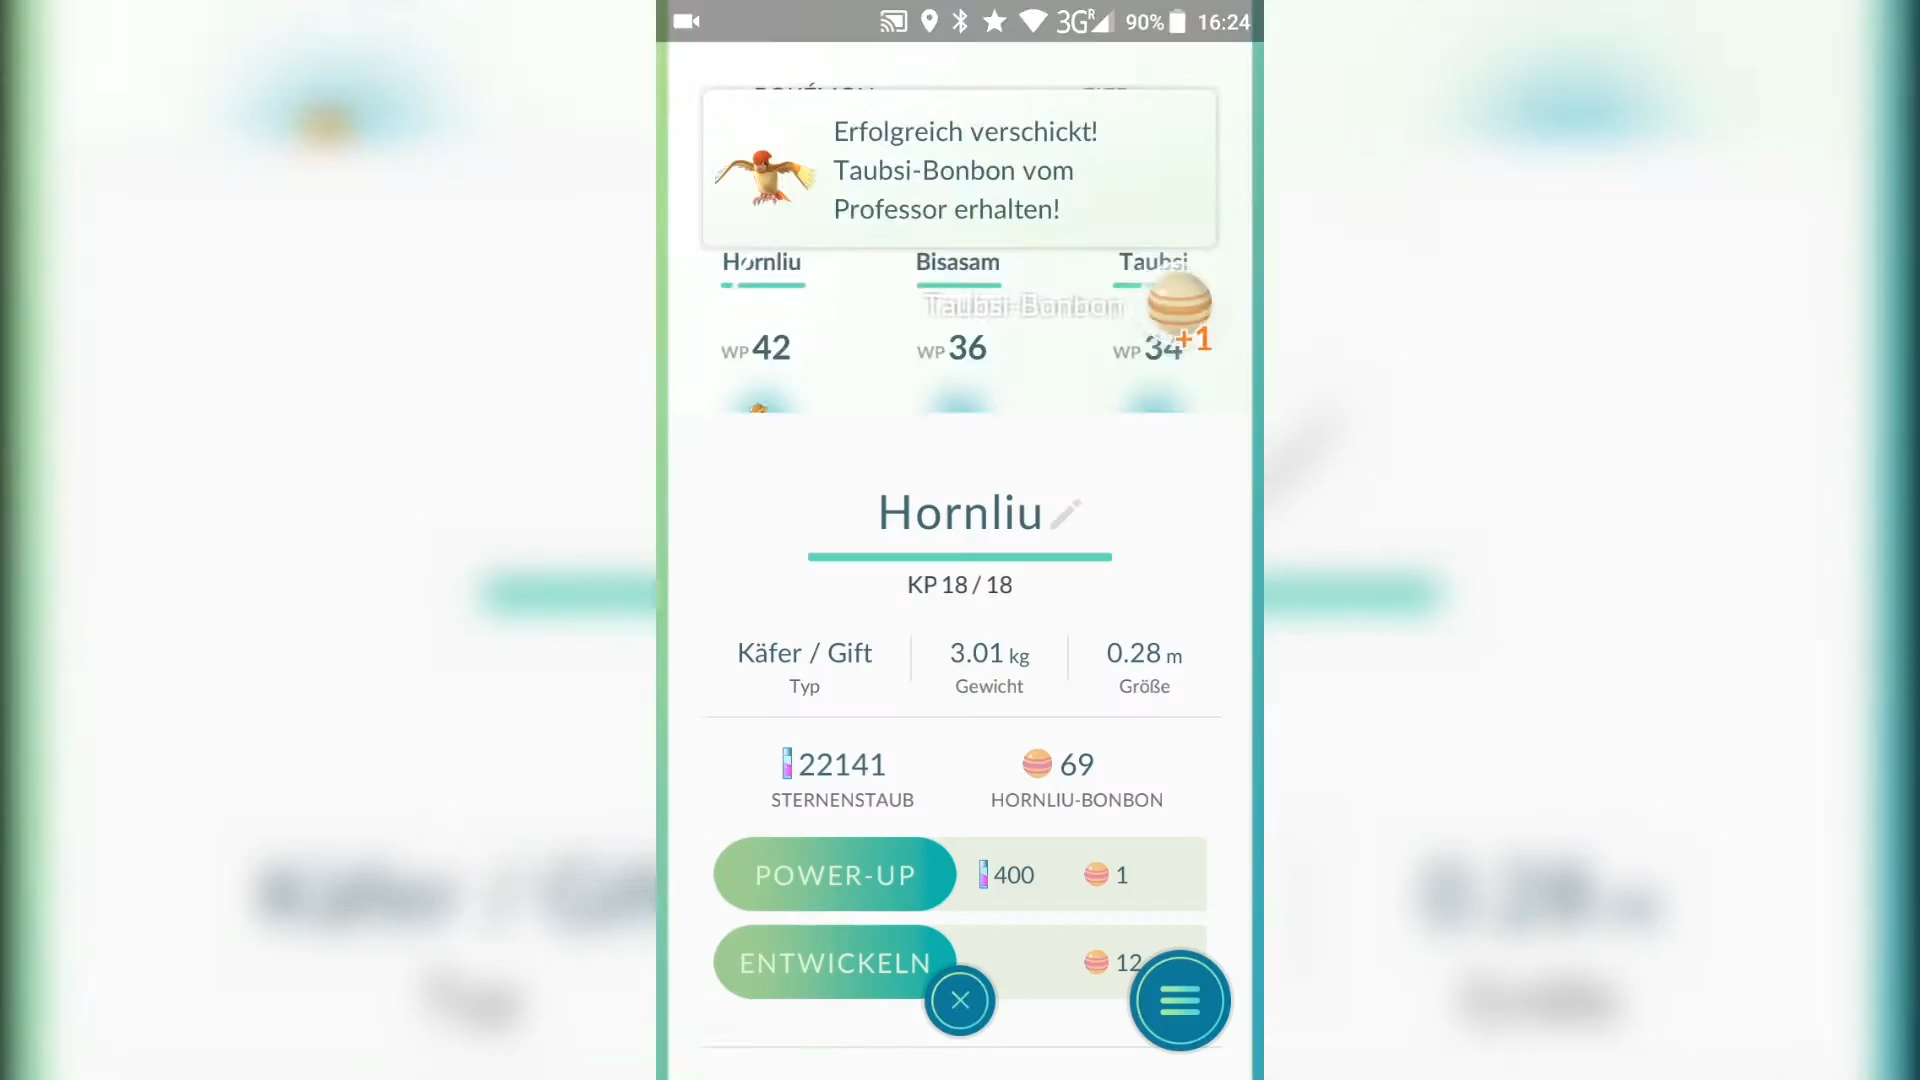 3G R 90% 16:24
Erfolgreich verschickt!
Taubsi-Bonbon vom
Professor erhalten!
Hornliu Bisasam Taubsi
Taubsi-Bonbon
+1
WP 42 WP 36 WP 34
Hornliu
KP 18 / 18
Käfer / Gift 3.01 kg 0.28 m
Typ Gewicht Größe
22141 69
STERNENSTAUB HORNLIU-BONBON
POWER-UP 400 1
ENTWICKELN 12